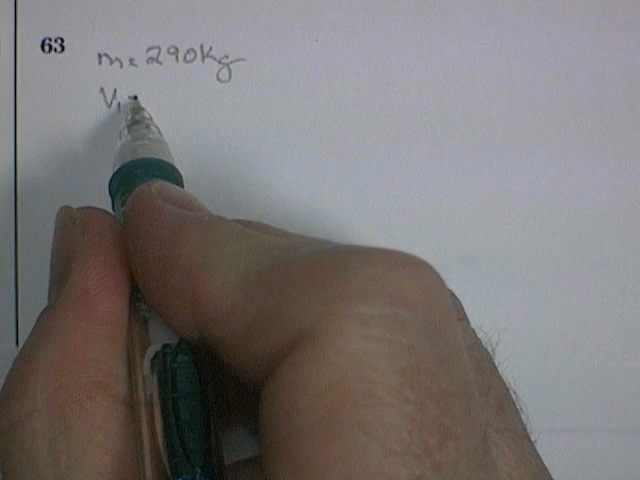 63
m = 290kg
V₁ =